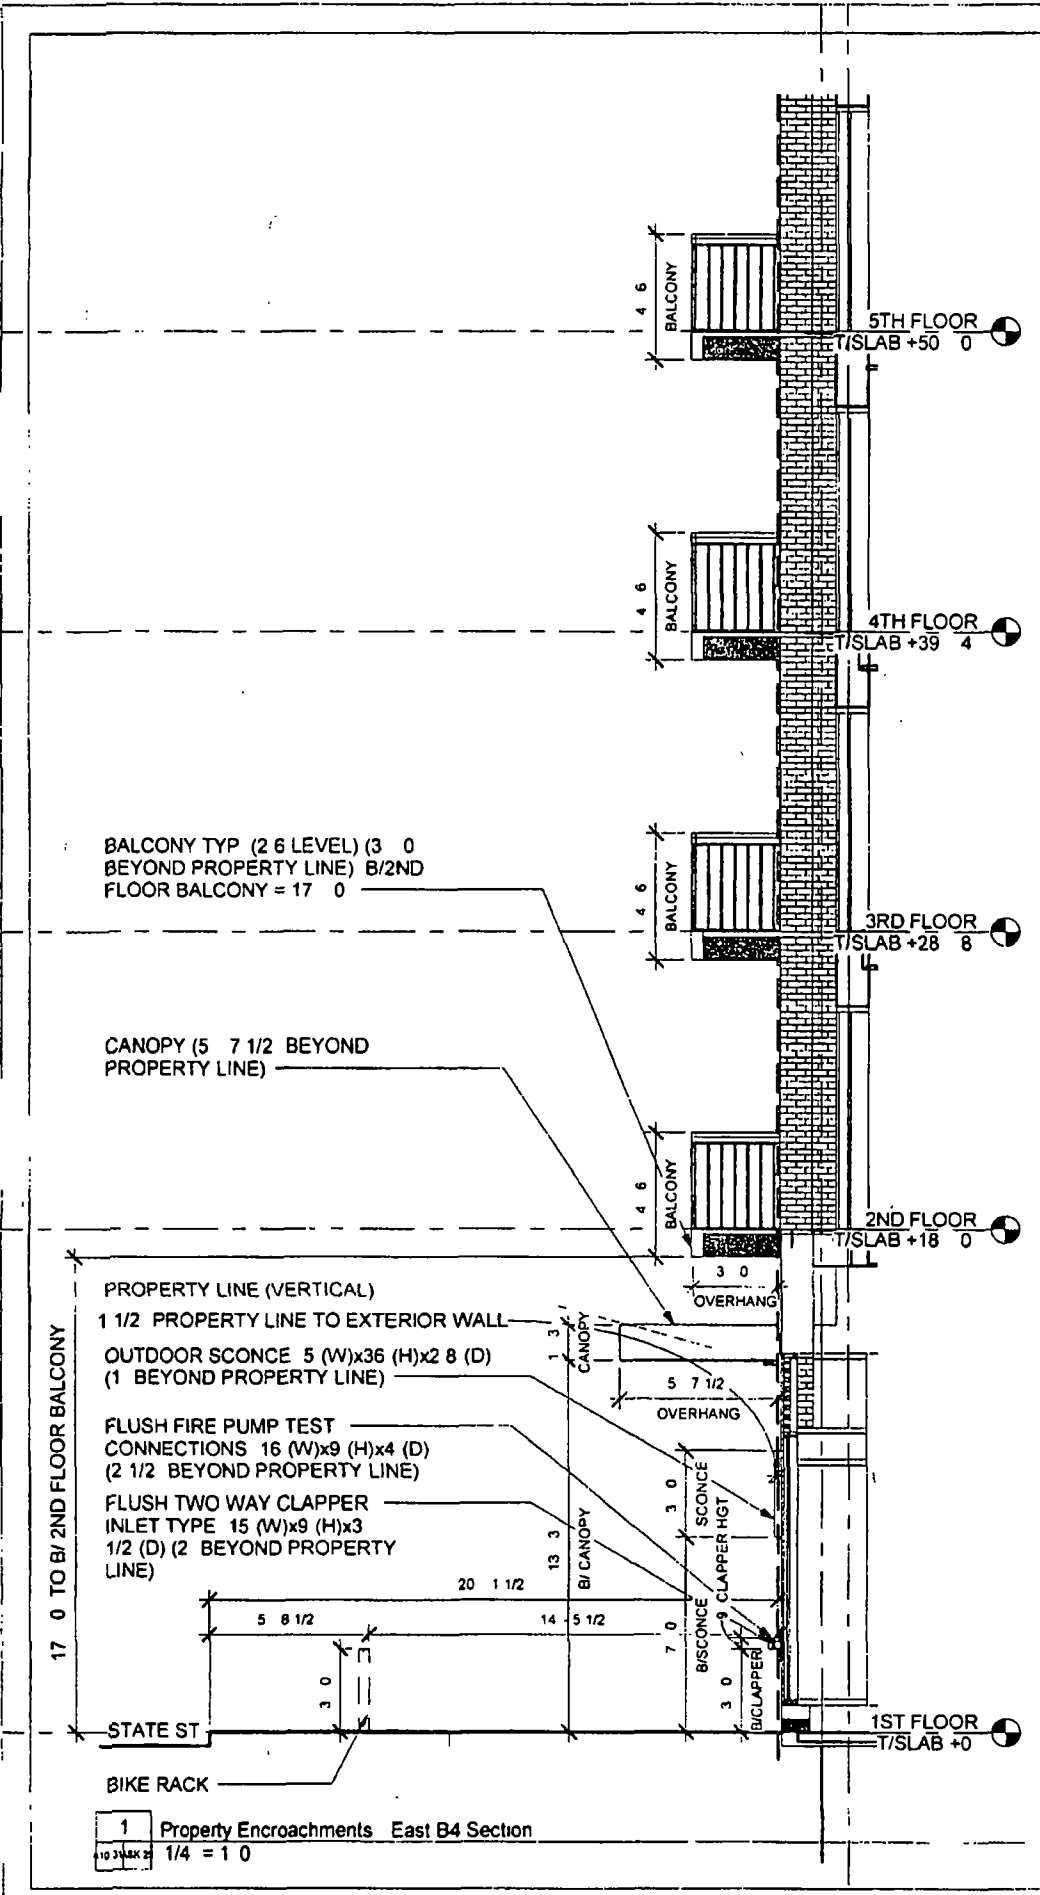 4 6
BALCONY
5TH FLOOR
T/SLAB +50 0
4 6
BALCONY
4TH FLOOR
T/SLAB +39 4
BALCONY TYP (2 6 LEVEL) (3 0
BEYOND PROPERTY LINE) B/2ND
FLOOR BALCONY = 17 0
4 6
BALCONY
3RD FLOOR
T/SLAB +28 8
CANOPY (5 7 1/2 BEYOND
PROPERTY LINE)
4 6
BALCONY
2ND FLOOR
T/SLAB +18 0
3 0
OVERHANG
PROPERTY LINE (VERTICAL)
1 1/2 PROPERTY LINE TO EXTERIOR WALL
1 3
CANOPY
OUTDOOR SCONCE 5 (W)x36 (H)x2 8 (D)
(1 BEYOND PROPERTY LINE)
5 7 1/2
OVERHANG
FLUSH FIRE PUMP TEST
CONNECTIONS 16 (W)x9 (H)x4 (D)
(2 1/2 BEYOND PROPERTY LINE)
FLUSH TWO WAY CLAPPER
INLET TYPE 15 (W)x9 (H)x3
1/2 (D) (2 BEYOND PROPERTY
LINE)
17 0 TO B/ 2ND FLOOR BALCONY
13 3
B/ CANOPY
3 0
SCONCE
9 CLAPPER HGT
7 0
B/SCONCE
3 0
B/CLAPPER
20 1 1/2
5 8 1/2
14 5 1/2
3 0
STATE ST
1ST FLOOR
T/SLAB +0
BIKE RACK
1
Property Encroachments East B4 Section
1/4 = 1 0